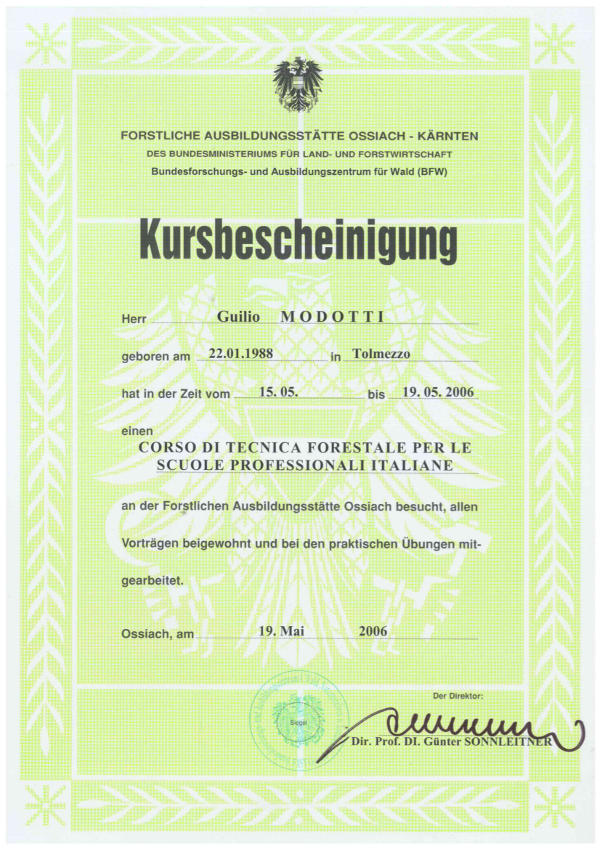 FORSTLICHE AUSBILDUNGSSTÄTTE OSSIACH - KÄRNTEN
DES BUNDESMINISTERIUMS FÜR LAND- UND FORSTWIRTSCHAFT
Bundesforschungs- und Ausbildungszentrum für Wald (BFW)
Kursbescheinigung
Herr Guilio MODOTTI
geboren am 22.01.1988 in Tolmezzo
hat in der Zeit vom 15.05. bis 19.05.2006
einen
CORSO DI TECNICA FORESTALE PER LE
SCUOLE PROFESSIONALI ITALIANE
an der Forstlichen Ausbildungsstätte Ossiach besucht, allen
Vorträgen beigewohnt und bei den praktischen Übungen mit-
gearbeitet.
Ossiach, am 19. Mai 2006
Der Direktor:
Siegel
Dir. Prof. DI. Günter SONNLEITNER